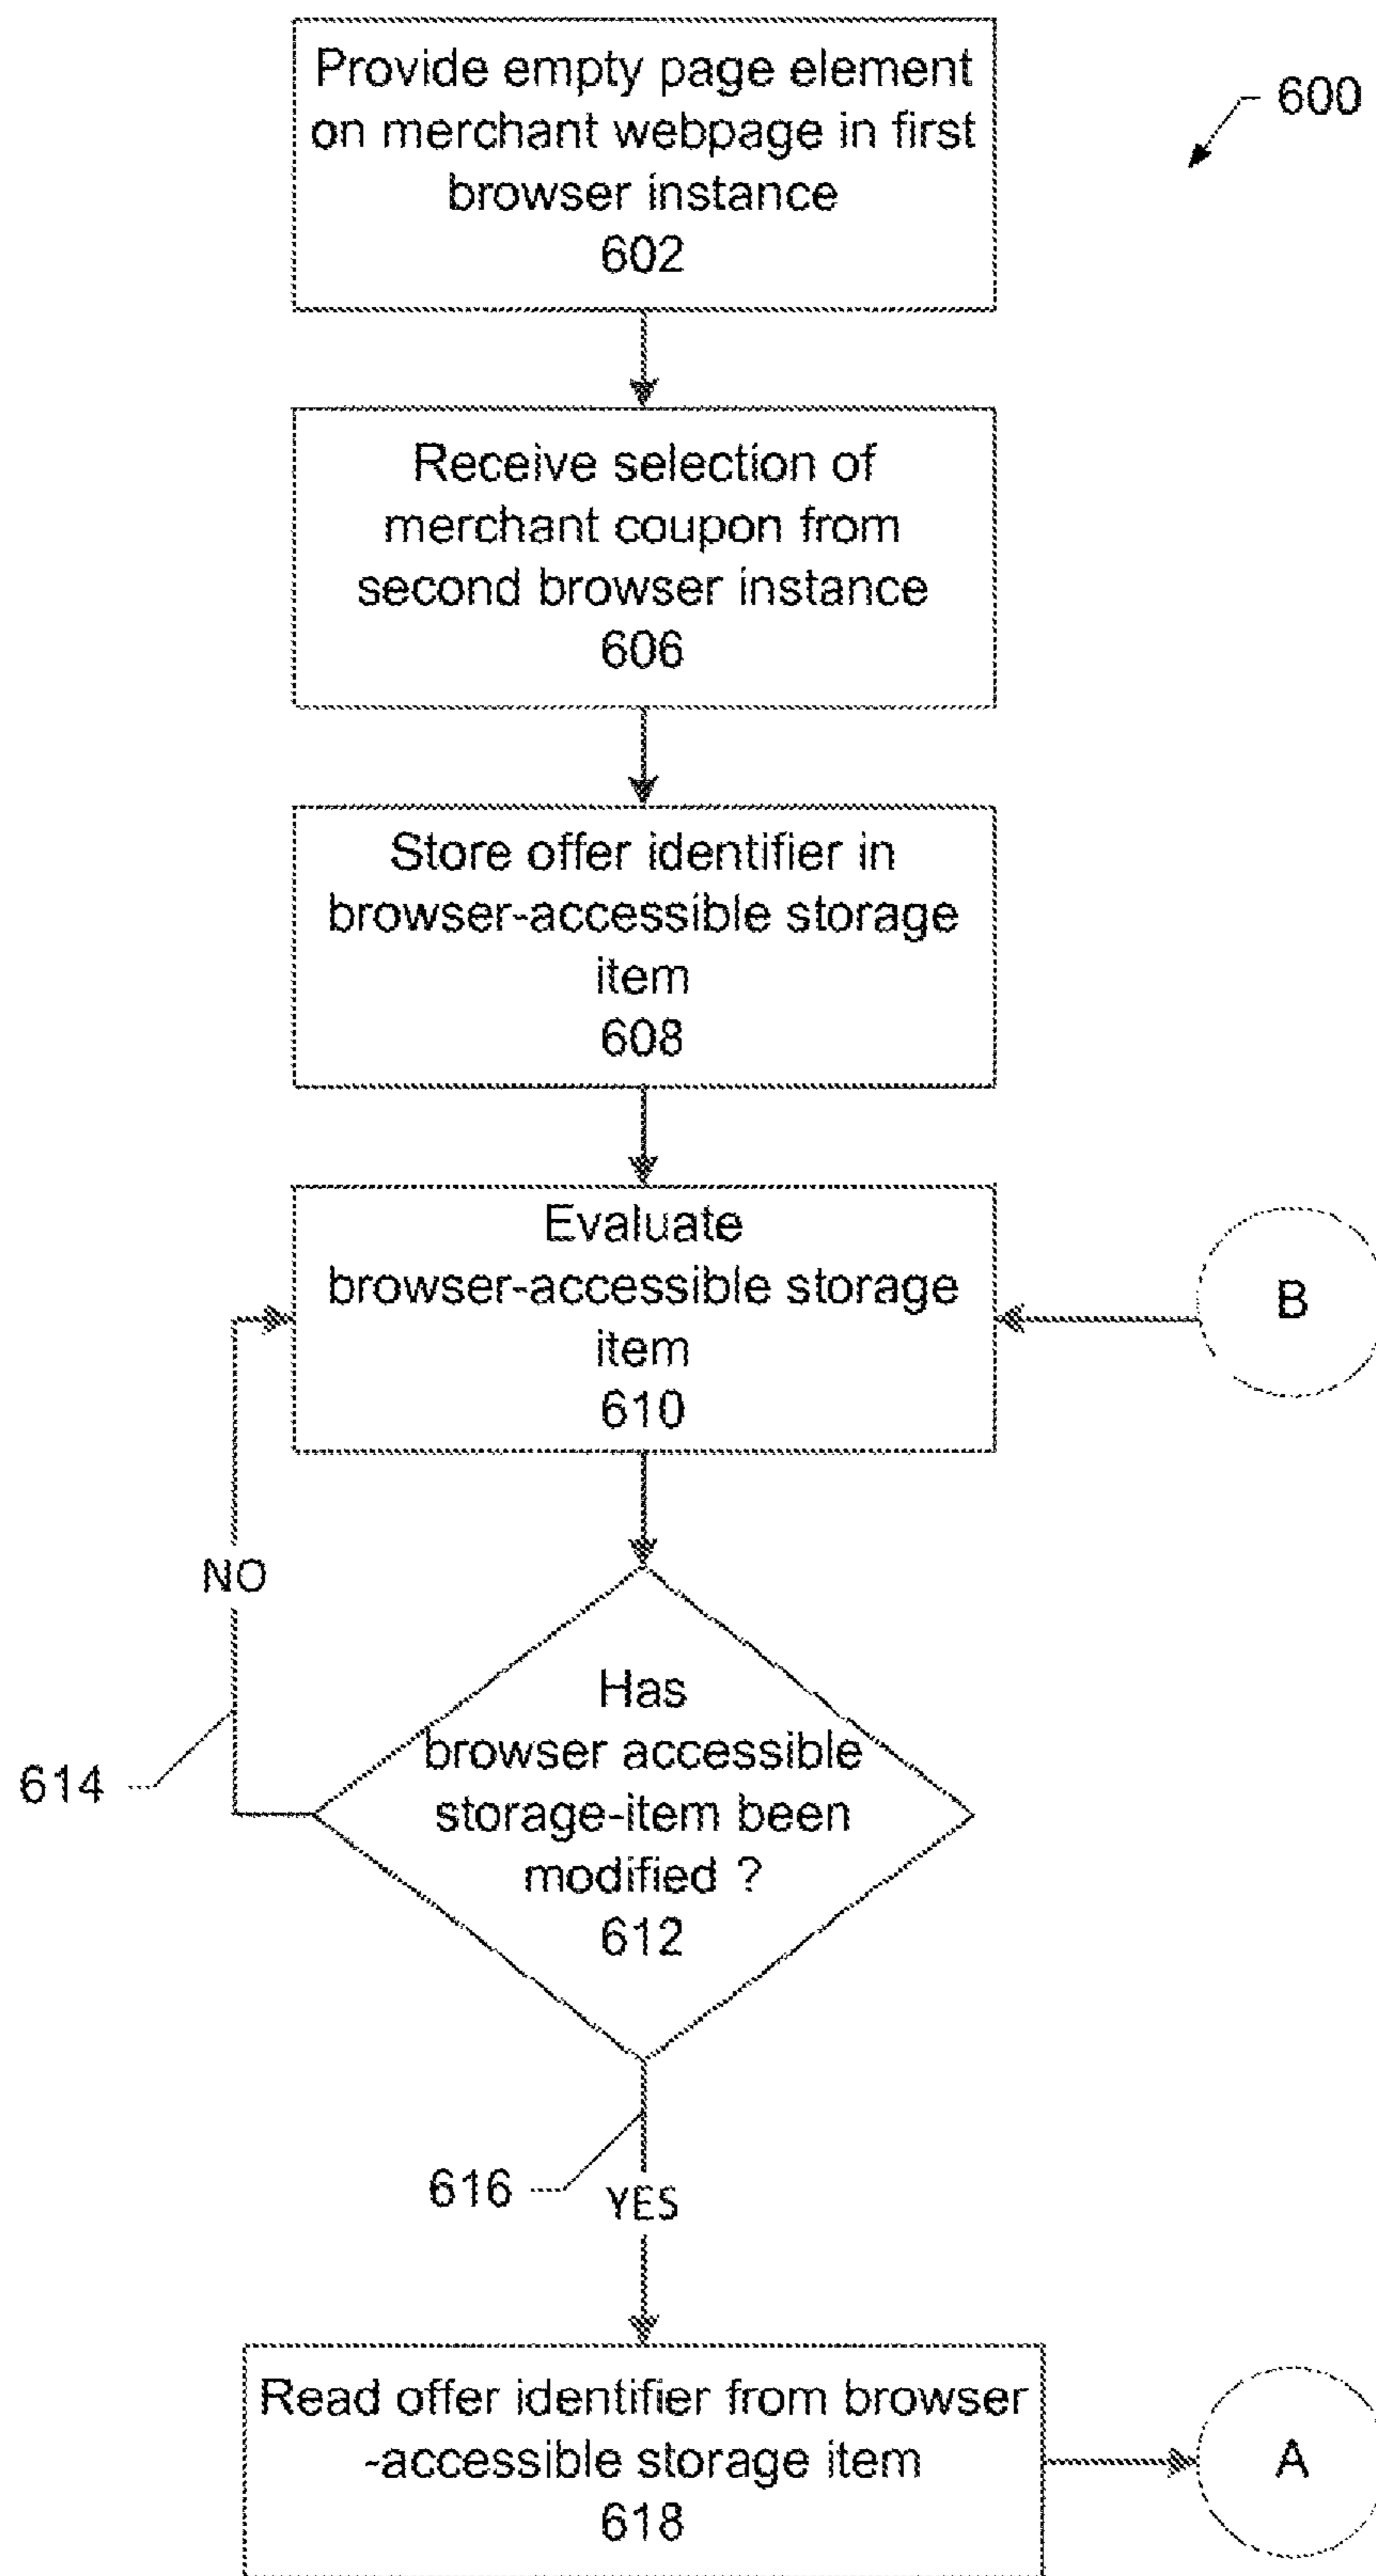 Provide empty page element
on merchant webpage in first
browser instance
602
600
Receive selection of
merchant coupon from
second browser instance
606
Store offer identifier in
browser-accessible storage
item
608
Evaluate
browser-accessible storage
item
610
B
NO
Has
browser accessible
storage-item been
modified ?
612
614
616
YES
Read offer identifier from browser
-accessible storage item
618
A